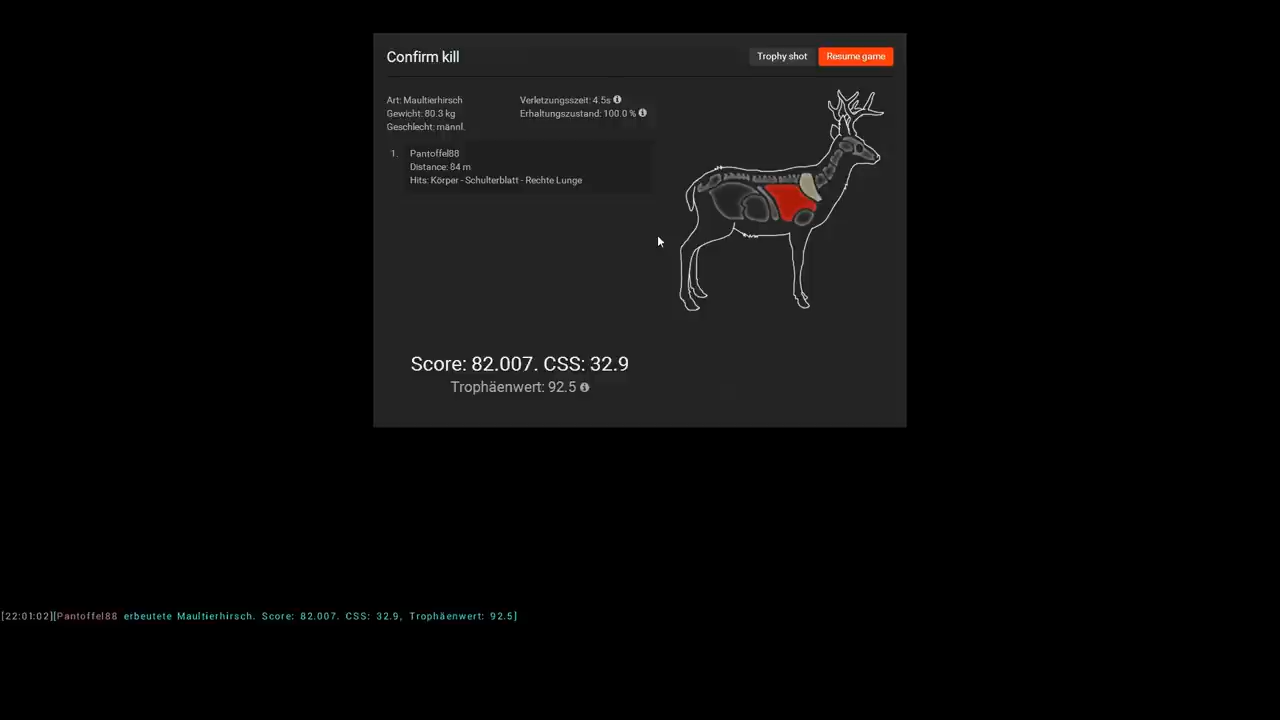 Confirm kill
Trophy shot
Resume game
Art: Maultierhirsch
Verletzungsszeit: 4.5s
Gewicht: 80.3 kg
Erhaltungszustand: 100.0 %
Geschlecht: männl.
1. Pantoffel88
Distance: 84 m
Hits: Körper - Schulterblatt - Rechte Lunge
Score: 82.007. CSS: 32.9
Trophäenwert: 92.5
[22:01:02][Pantoffel88 erbeutete Maultierhirsch. Score: 82.007. CSS: 32.9, Trophäenwert: 92.5]